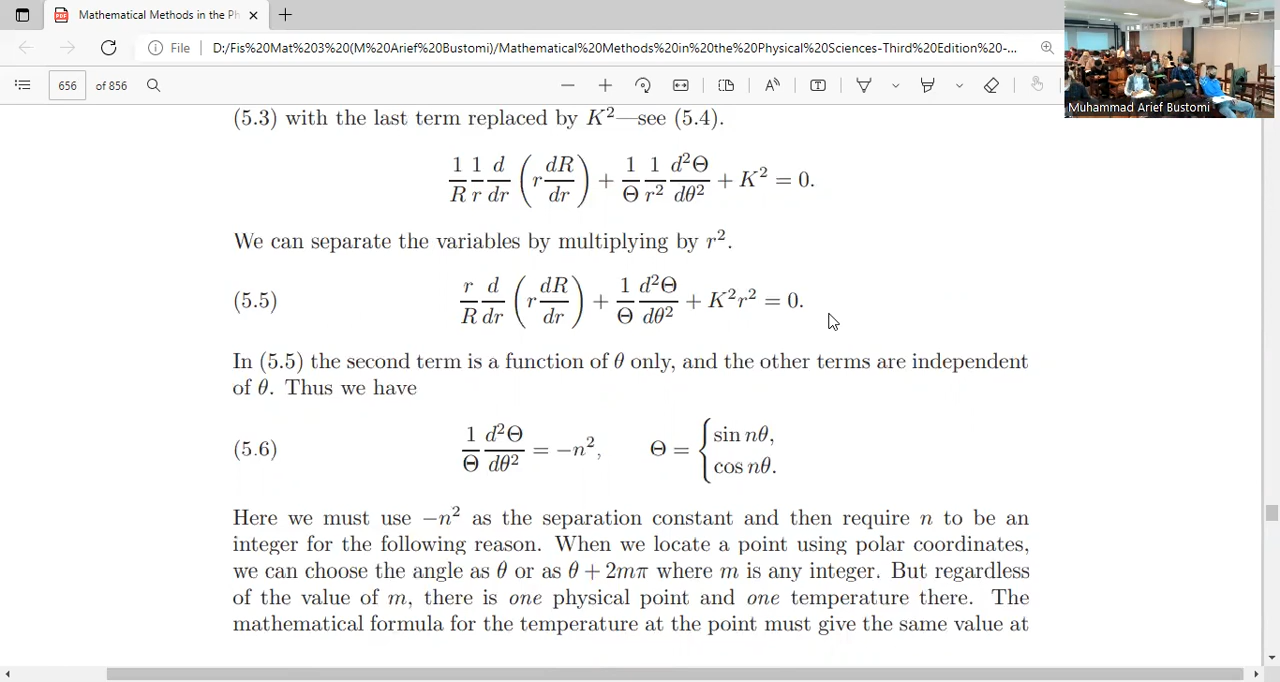 Mathematical Methods in the Ph
File
D:/Fis%20Mat%203%20(M%20Arief%20Bustomi)/Mathematical%20Methods%20in%20the%20Physical%20Sciences-Third%20Edition%20-...
656 of 856
Muhammad Arief Bustomi
(5.3) with the last term replaced by K²—see (5.4).
1/R 1/r d/dr (r dR/dr) + 1/Θ 1/r² d²Θ/dθ² + K² = 0.
We can separate the variables by multiplying by r².
(5.5) r/R d/dr (r dR/dr) + 1/Θ d²Θ/dθ² + K²r² = 0.
In (5.5) the second term is a function of θ only, and the other terms are independent
of θ. Thus we have
(5.6) 1/Θ d²Θ/dθ² = −n², Θ = { sin nθ,
cos nθ.
Here we must use −n² as the separation constant and then require n to be an
integer for the following reason. When we locate a point using polar coordinates,
we can choose the angle as θ or as θ + 2mπ where m is any integer. But regardless
of the value of m, there is one physical point and one temperature there. The
mathematical formula for the temperature at the point must give the same value at